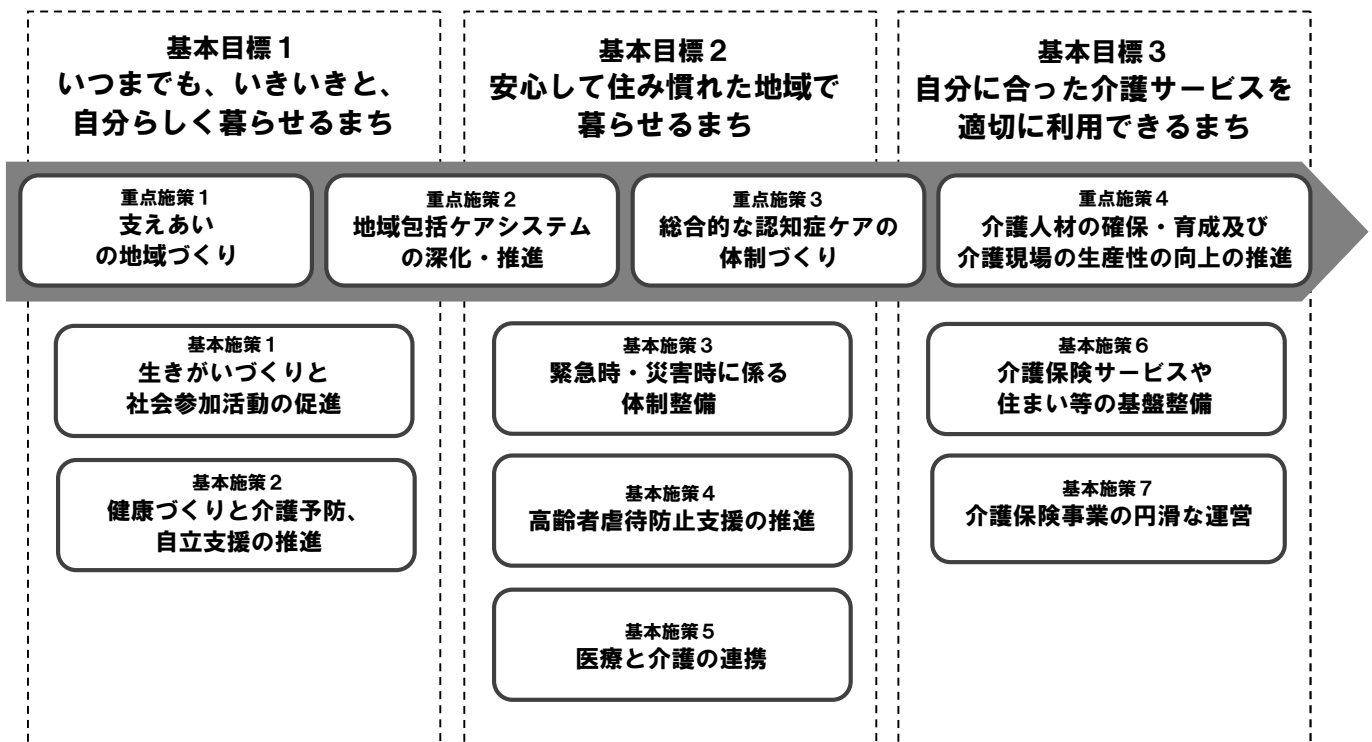 基本目標１
いつまでも、いきいきと、
自分らしく暮らせるまち
基本目標２
安心して住み慣れた地域で
暮らせるまち
基本目標３
自分に合った介護サービスを
適切に利用できるまち
重点施策１
支えあい
の地域づくり
重点施策２
地域包括ケアシステム
の深化・推進
重点施策３
総合的な認知症ケアの
体制づくり
重点施策４
介護人材の確保・育成及び
介護現場の生産性の向上の推進
基本施策１
生きがいづくりと
社会参加活動の促進
基本施策２
健康づくりと介護予防、
自立支援の推進
基本施策３
緊急時・災害時に係る
体制整備
基本施策４
高齢者虐待防止支援の推進
基本施策５
医療と介護の連携
基本施策６
介護保険サービスや
住まい等の基盤整備
基本施策７
介護保険事業の円滑な運営